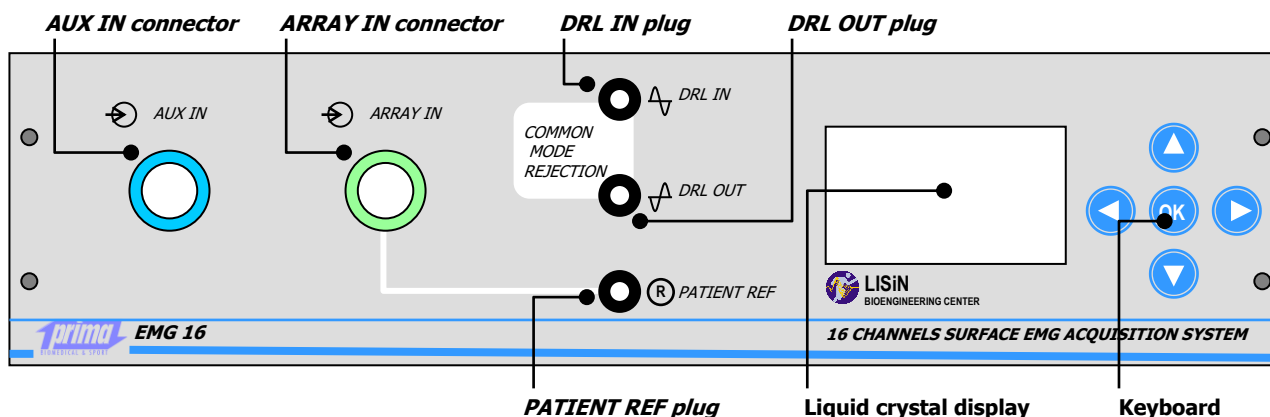 AUX IN connector
ARRAY IN connector
DRL IN plug
DRL OUT plug
AUX IN
ARRAY IN
DRL IN
COMMON
MODE
REJECTION
DRL OUT
OK
R PATIENT REF
LISiN
BIOENGINEERING CENTER
prima
BIOMEDICAL & SPORT
EMG 16
16 CHANNELS SURFACE EMG ACQUISITION SYSTEM
PATIENT REF plug
Liquid crystal display
Keyboard